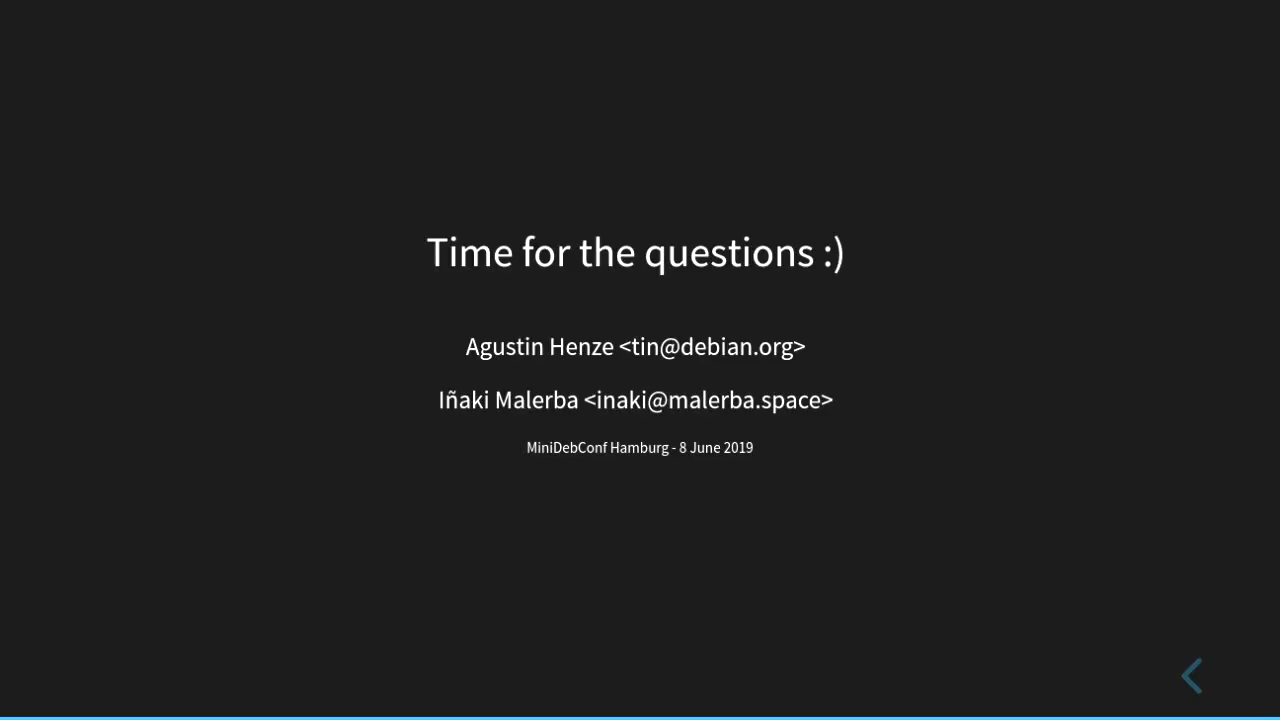 Time for the questions :)
Agustin Henze <tin@debian.org>
Iñaki Malerba <inaki@malerba.space>
MiniDebConf Hamburg - 8 June 2019